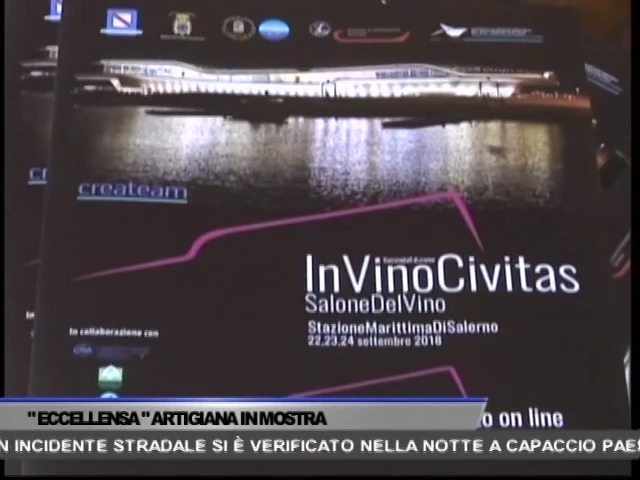 createam
InVinoCivitas
SaloneDelVino
StazioneMarittimaDiSalerno
22,23,24 settembre 2018
In collaborazione con
CNA
o on line
"ECCELLENSA" ARTIGIANA IN MOSTRA
N INCIDENTE STRADALE SI È VERIFICATO NELLA NOTTE A CAPACCIO PAES